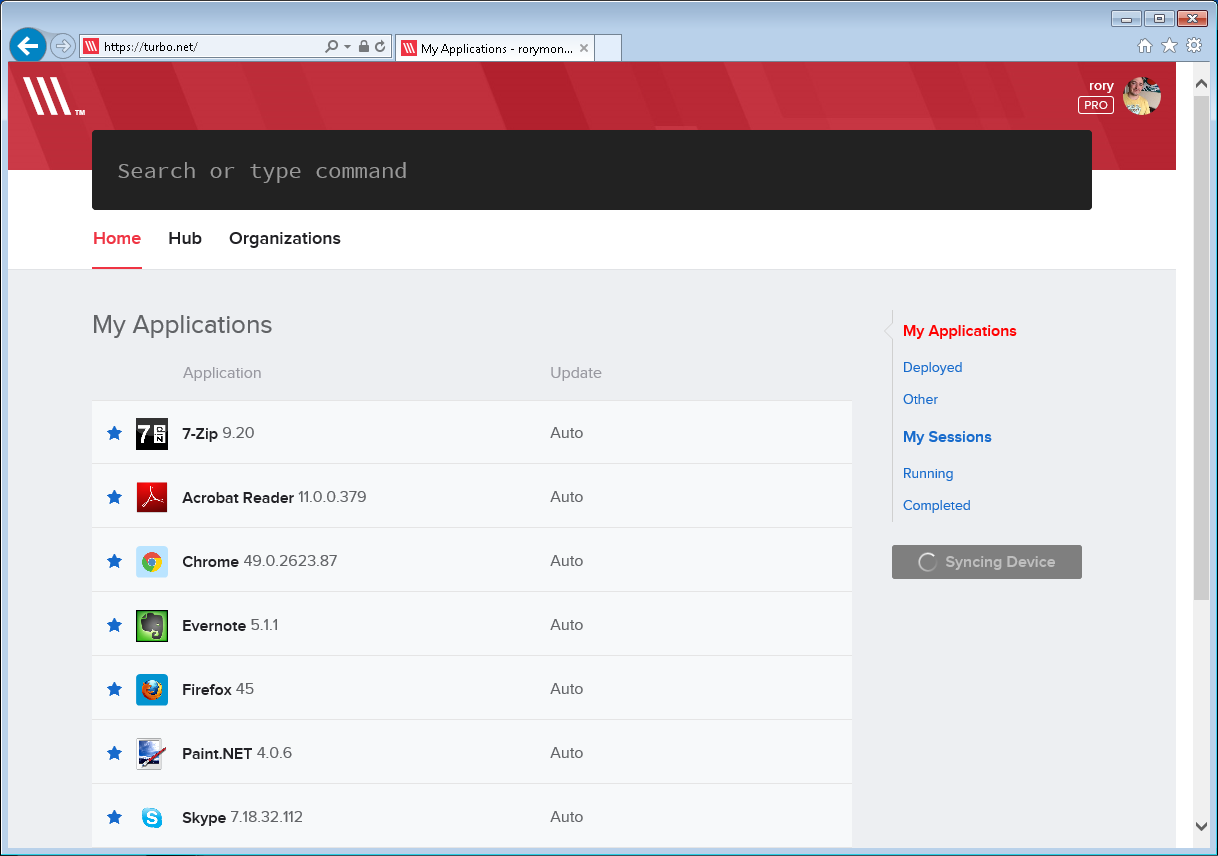 https://turbo.net/
My Applications - rorymon...
TM
rory
PRO
Search or type command
Home Hub Organizations
My Applications
Application Update
7-Zip 9.20 Auto
Acrobat Reader 11.0.0.379 Auto
Chrome 49.0.2623.87 Auto
Evernote 5.1.1 Auto
Firefox 45 Auto
Paint.NET 4.0.6 Auto
Skype 7.18.32.112 Auto
My Applications
Deployed
Other
My Sessions
Running
Completed
Syncing Device